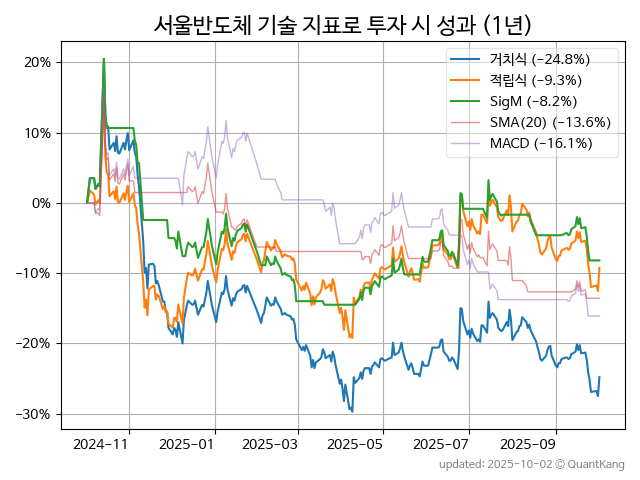 서울반도체 기술 지표로 투자 시 성과 (1년)
거치식 (−24.8%)
적립식 (−9.3%)
SigM (−8.2%)
SMA(20) (−13.6%)
MACD (−16.1%)
20%
10%
0%
−10%
−20%
−30%
2024-11 2025-01 2025-03 2025-05 2025-07 2025-09
updated: 2025-10-02 © QuantKang